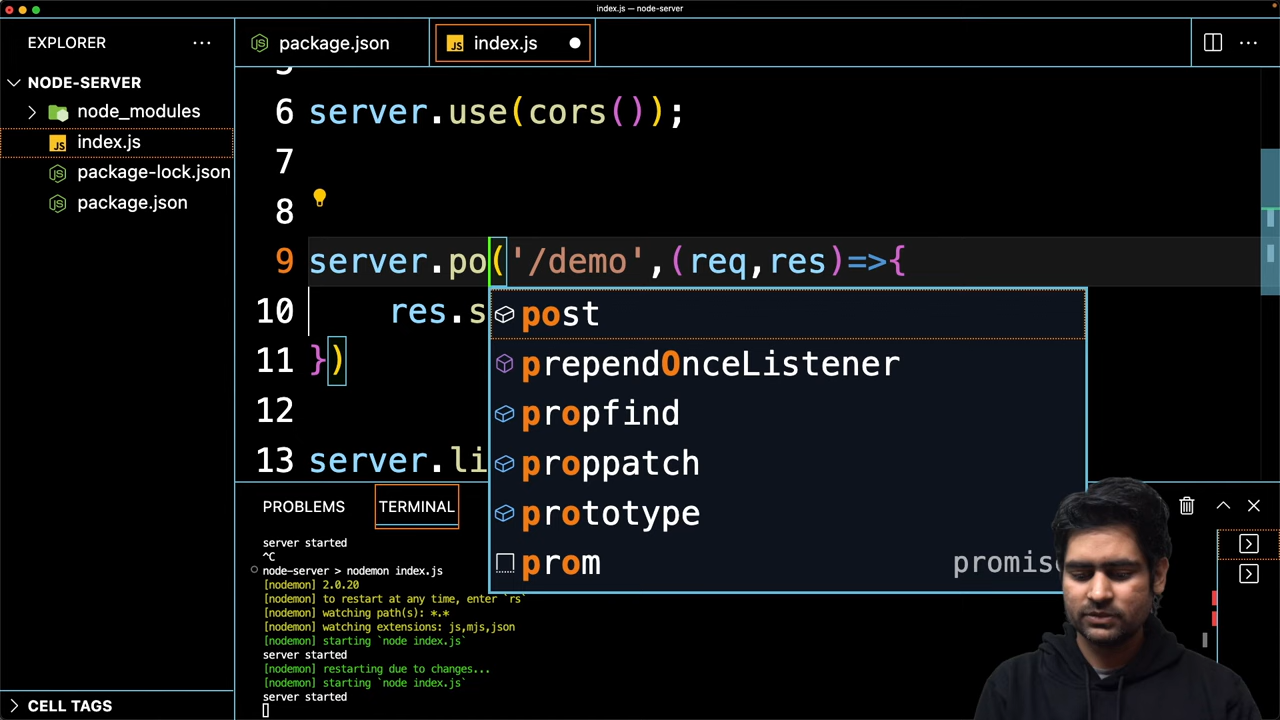 index.js — node-server
EXPLORER
package.json
index.js
NODE-SERVER
node_modules
index.js
package-lock.json
package.json
CELL TAGS
6 server.use(cors());
7
8
9 server.po('/demo',(req,res)=>{
10 res.s
11 })
12
13 server.li
post
prependOnceListener
propfind
proppatch
prototype
prom
PROBLEMS TERMINAL
server started
^C
node-server > nodemon index.js
[nodemon] 2.0.20
[nodemon] to restart at any time, enter `rs`
[nodemon] watching path(s): *.*
[nodemon] watching extensions: js,mjs,json
[nodemon] starting `node index.js`
server started
[nodemon] restarting due to changes...
[nodemon] starting `node index.js`
server started